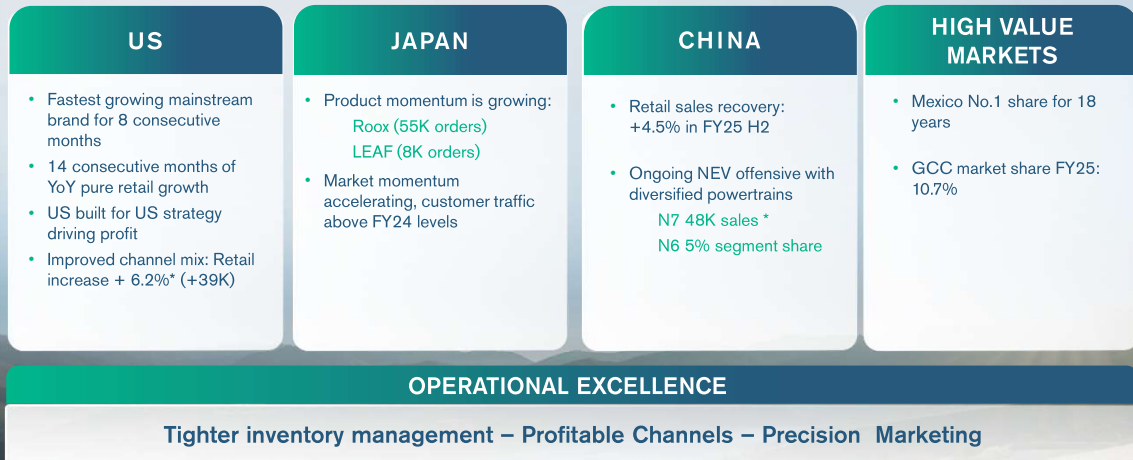 US
• Fastest growing mainstream
brand for 8 consecutive
months
• 14 consecutive months of
YoY pure retail growth
• US built for US strategy
driving profit
• Improved channel mix: Retail
increase + 6.2%* (+39K)
JAPAN
• Product momentum is growing:
Roox (55K orders)
LEAF (8K orders)
• Market momentum
accelerating, customer traffic
above FY24 levels
CHINA
• Retail sales recovery:
+4.5% in FY25 H2
• Ongoing NEV offensive with
diversified powertrains
N7 48K sales *
N6 5% segment share
HIGH VALUE
MARKETS
• Mexico No.1 share for 18
years
• GCC market share FY25:
10.7%
OPERATIONAL EXCELLENCE
Tighter inventory management – Profitable Channels – Precision Marketing